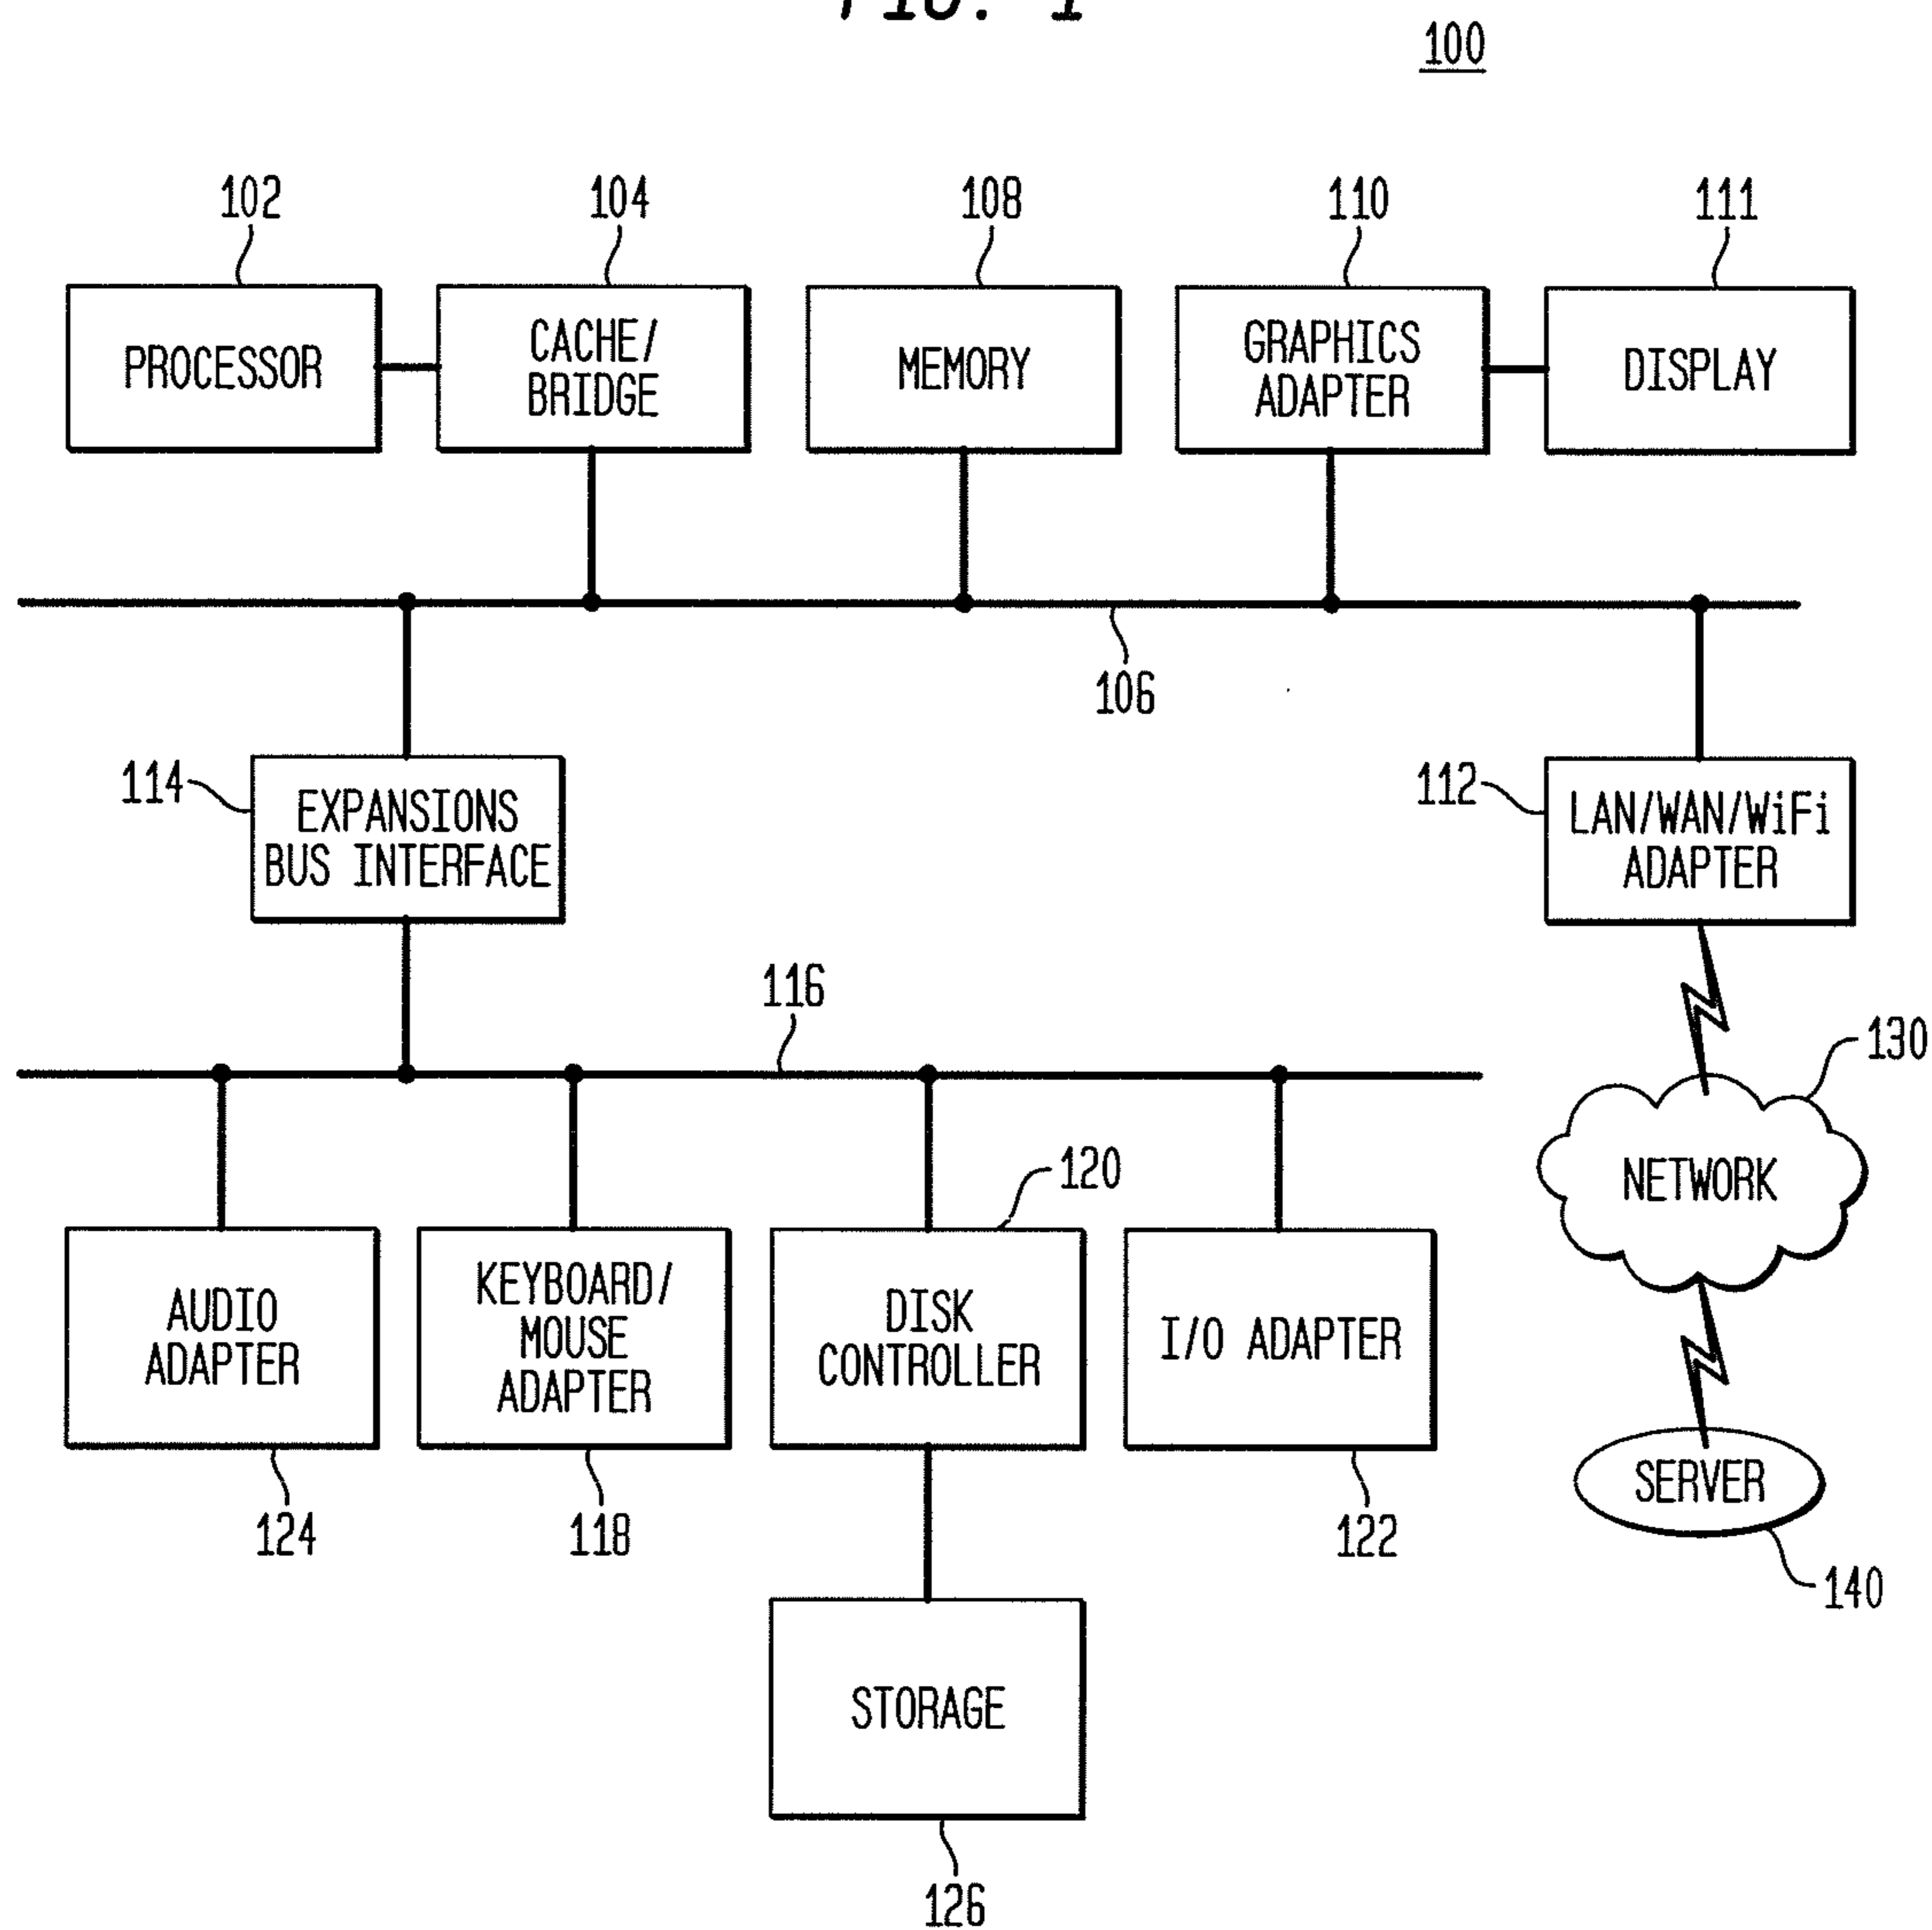 FIG. 1
100
102
104
108
110
111
PROCESSOR
CACHE/
BRIDGE
MEMORY
GRAPHICS
ADAPTER
DISPLAY
106
114
EXPANSIONS
BUS INTERFACE
112
LAN/WAN/WiFi
ADAPTER
116
130
NETWORK
120
AUDIO
ADAPTER
KEYBOARD/
MOUSE
ADAPTER
DISK
CONTROLLER
I/O ADAPTER
SERVER
124
118
122
140
STORAGE
126